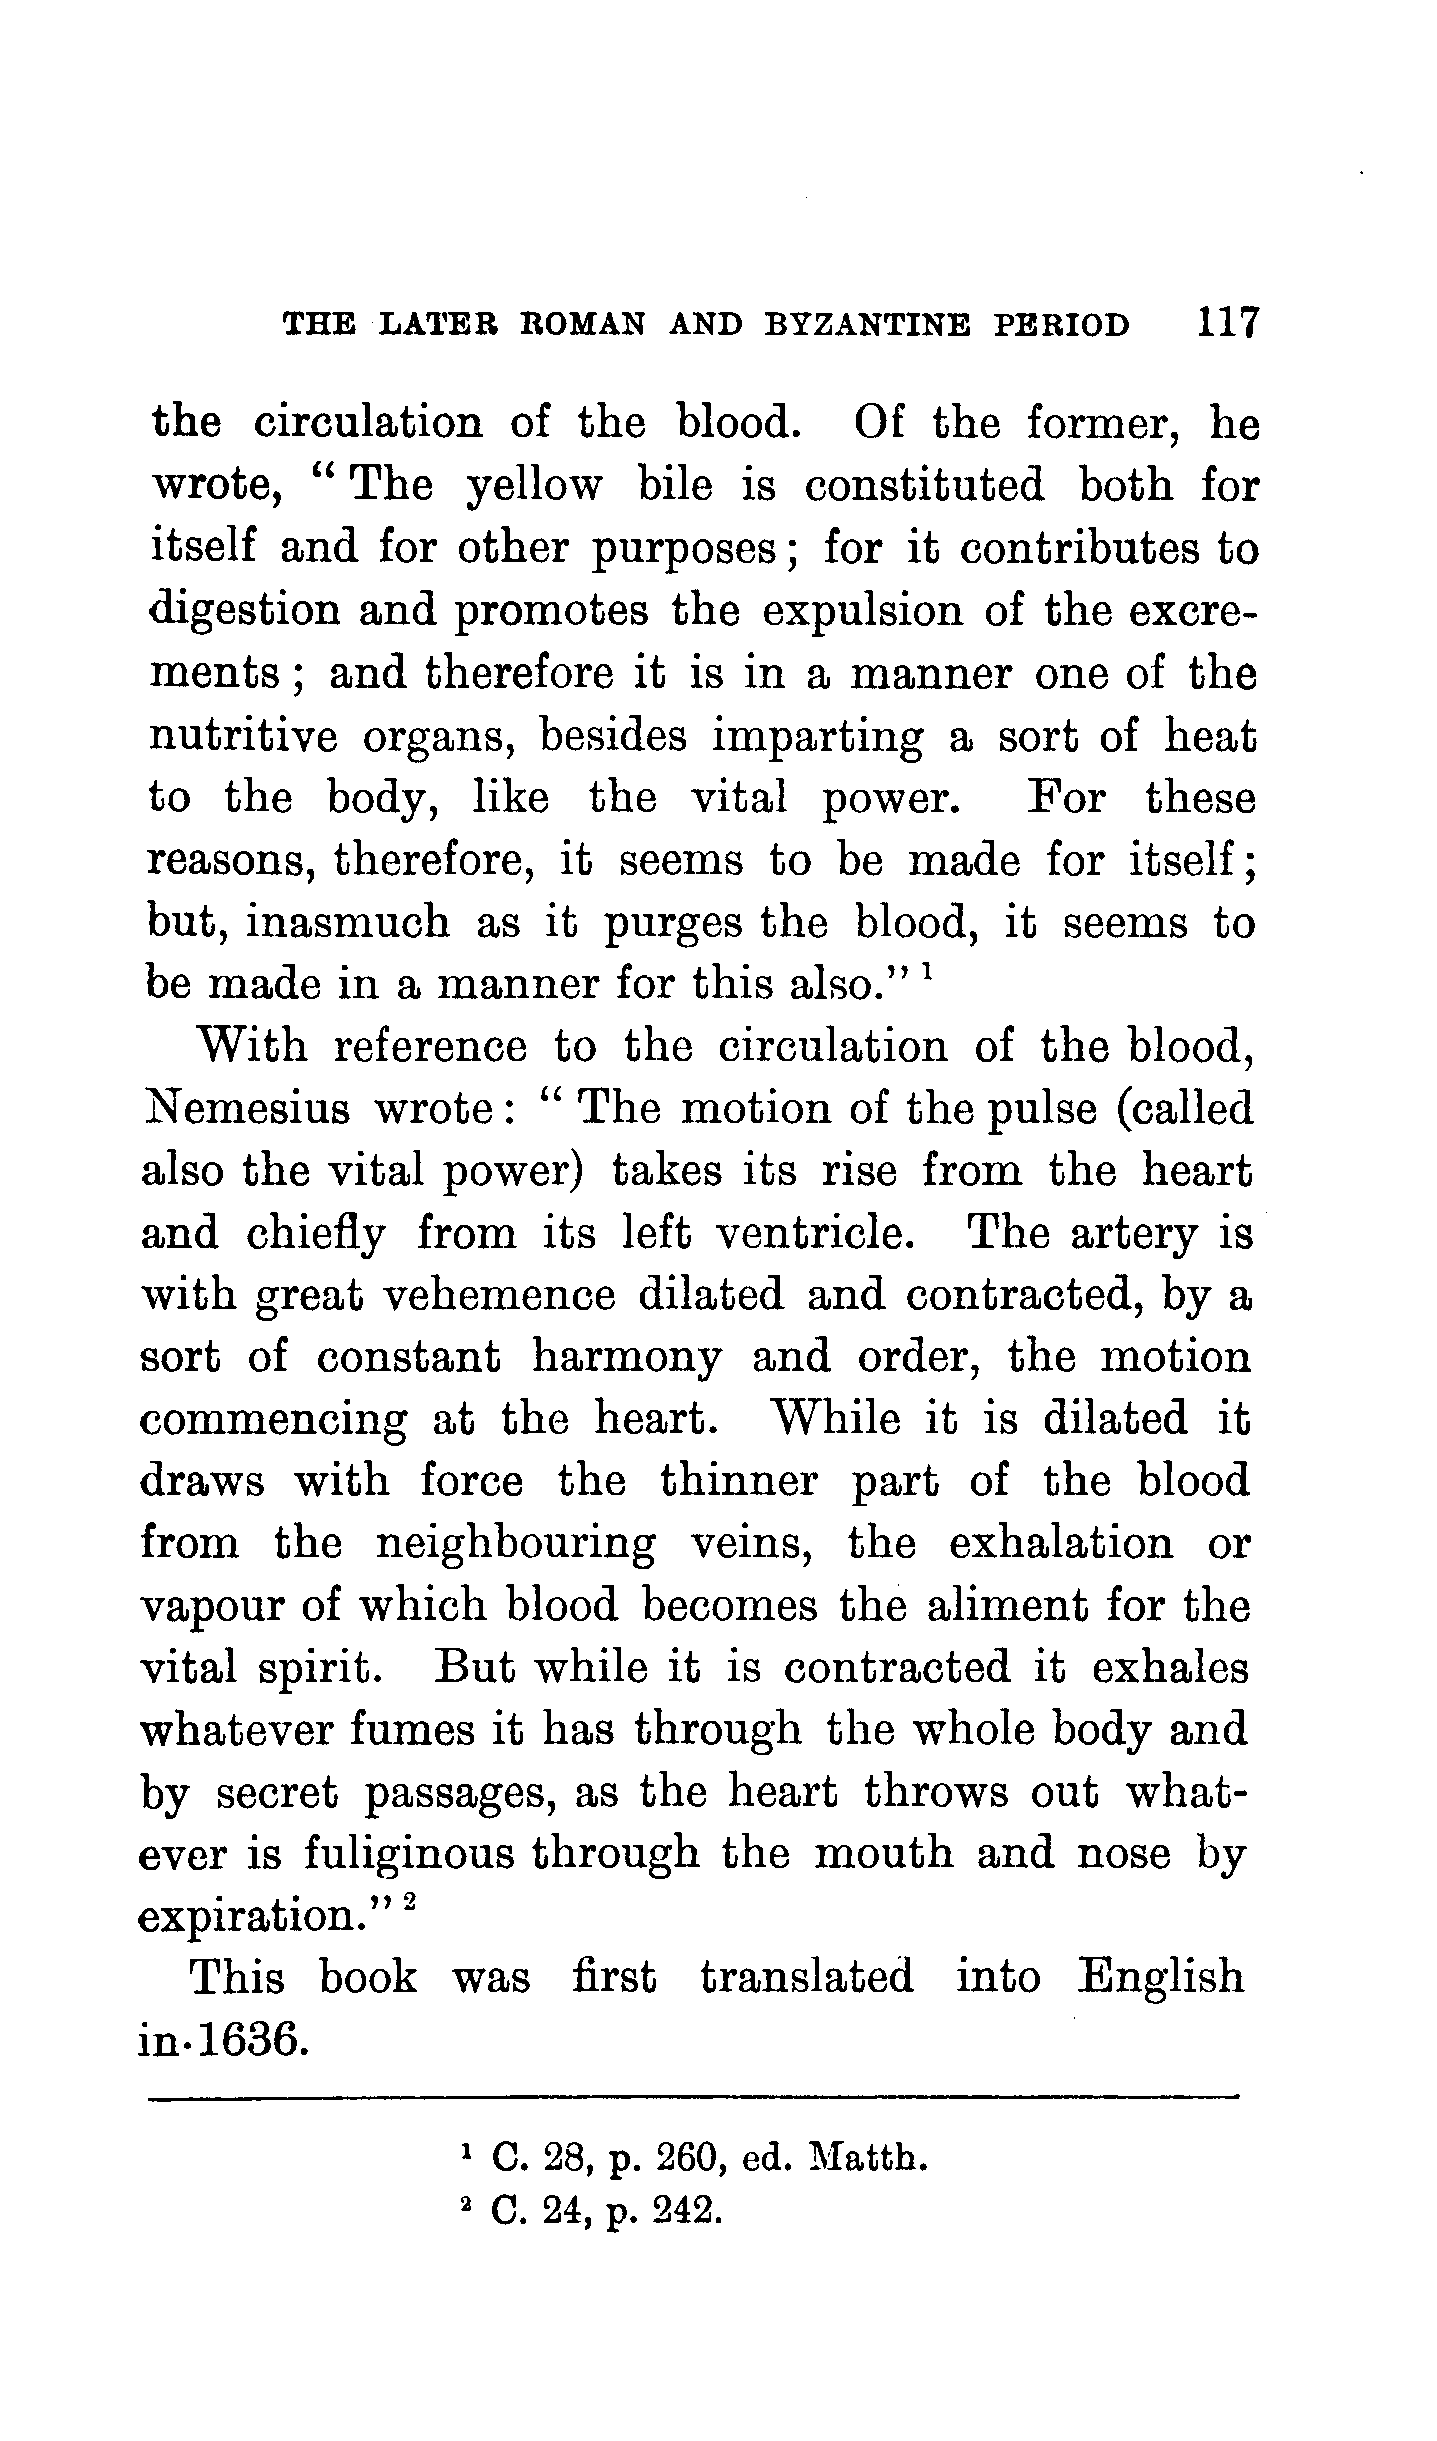 THE LATER ROMAN AND BYZANTINE PERIOD 117
the circulation of the blood. Of the former, he
wrote, “ The yellow bile is constituted both for
itself and for other purposes ; for it contributes to
digestion and promotes the expulsion of the excre-
ments ; and therefore it is in a manner one of the
nutritive organs, besides imparting a sort of heat
to the body, like the vital power. For these
reasons, therefore, it seems to be made for itself ;
but, inasmuch as it purges the blood, it seems to
be made in a manner for this also.” ¹
With reference to the circulation of the blood,
Nemesius wrote : “ The motion of the pulse (called
also the vital power) takes its rise from the heart
and chiefly from its left ventricle. The artery is
with great vehemence dilated and contracted, by a
sort of constant harmony and order, the motion
commencing at the heart. While it is dilated it
draws with force the thinner part of the blood
from the neighbouring veins, the exhalation or
vapour of which blood becomes the aliment for the
vital spirit. But while it is contracted it exhales
whatever fumes it has through the whole body and
by secret passages, as the heart throws out what-
ever is fuliginous through the mouth and nose by
expiration.” ²
This book was first translated into English
in 1636.
¹ C. 28, p. 260, ed. Matth.
² C. 24, p. 242.